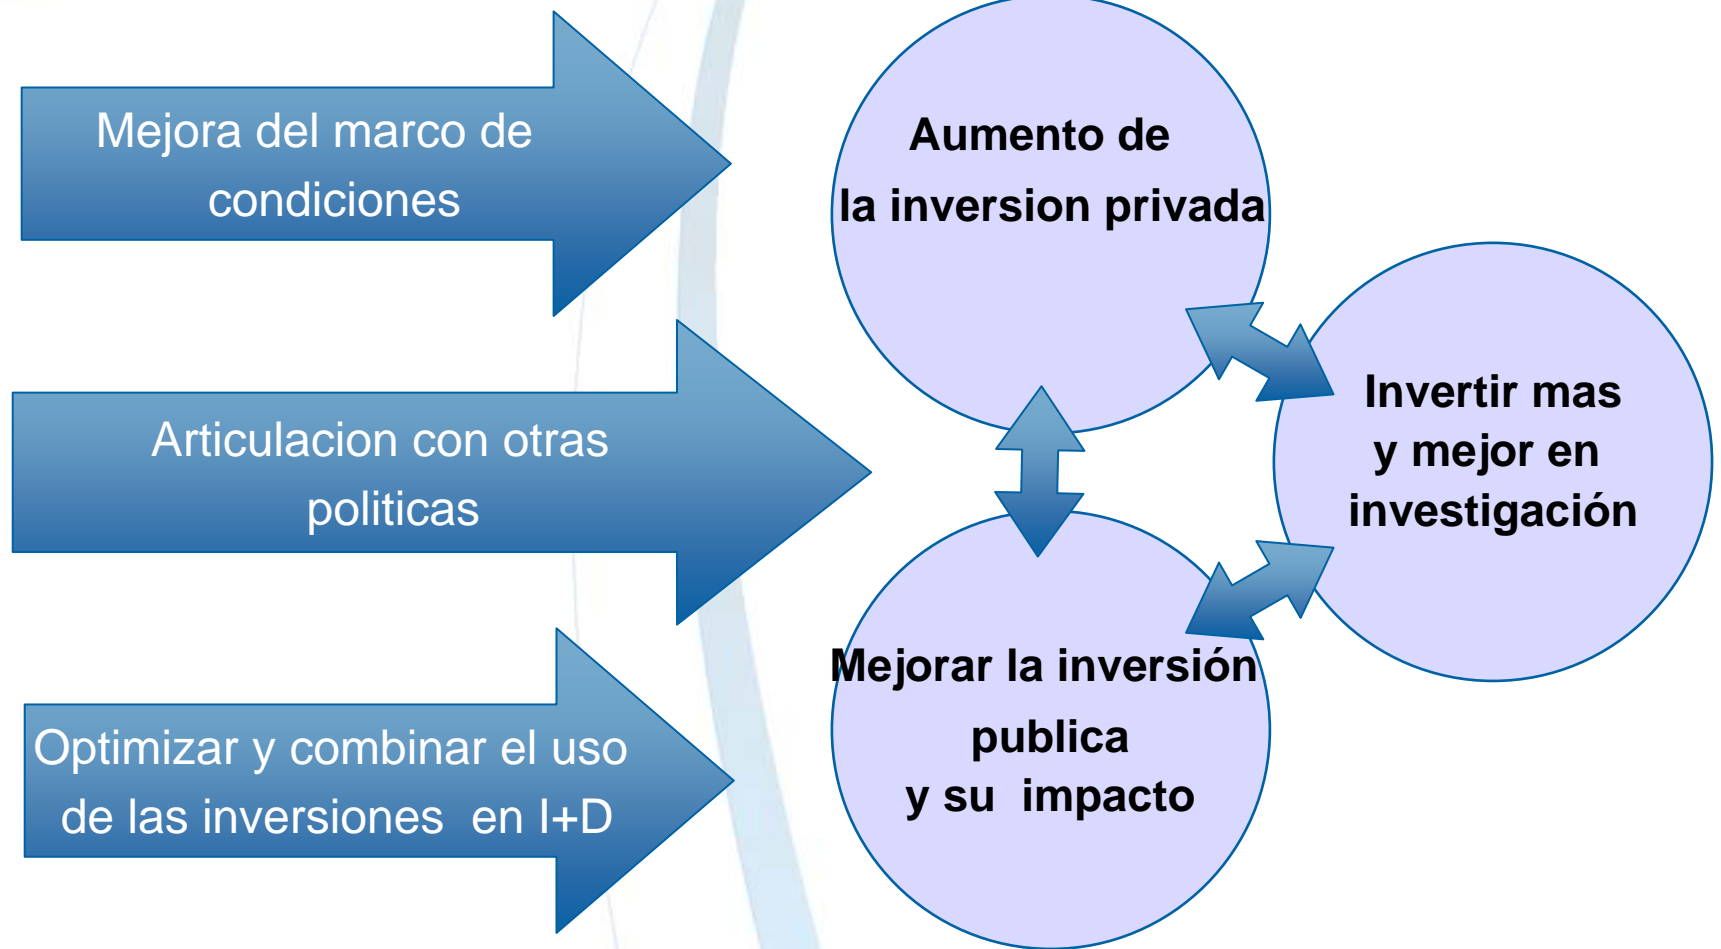 Mejora del marco de
condiciones
Articulacion con otras
politicas
Optimizar y combinar el uso
de las inversiones en I+D
Aumento de
la inversion privada
Invertir mas
y mejor en
investigación
Mejorar la inversión
publica
y su impacto